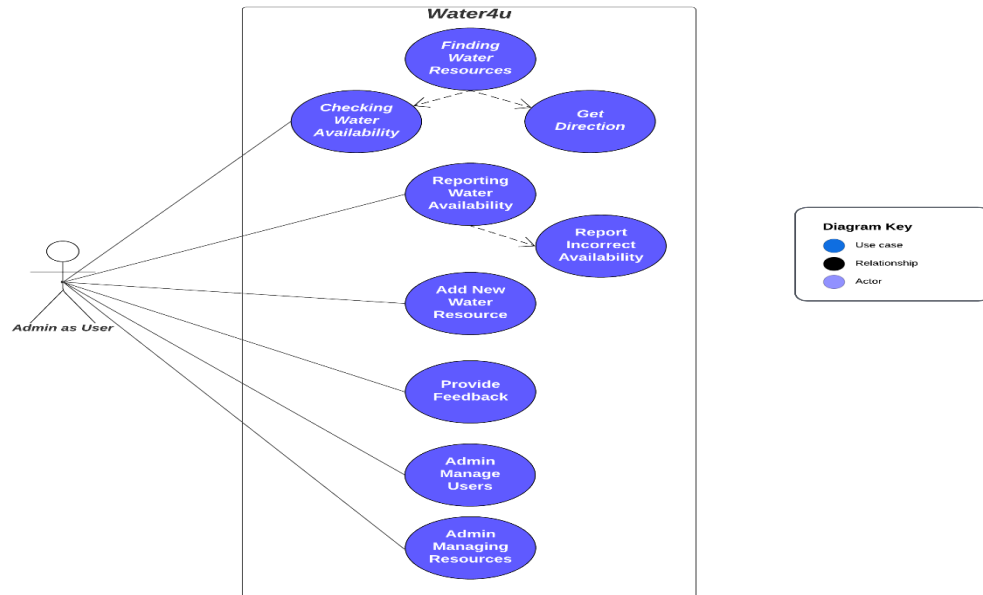 Water4u
Finding
Water
Resources
Checking
Water
Availability
Get
Direction
Reporting
Water
Availability
Report
Incorrect
Availability
Add New
Water
Resource
Provide
Feedback
Admin
Manage
Users
Admin
Managing
Resources
Admin as User
Diagram Key
Use case
Relationship
Actor